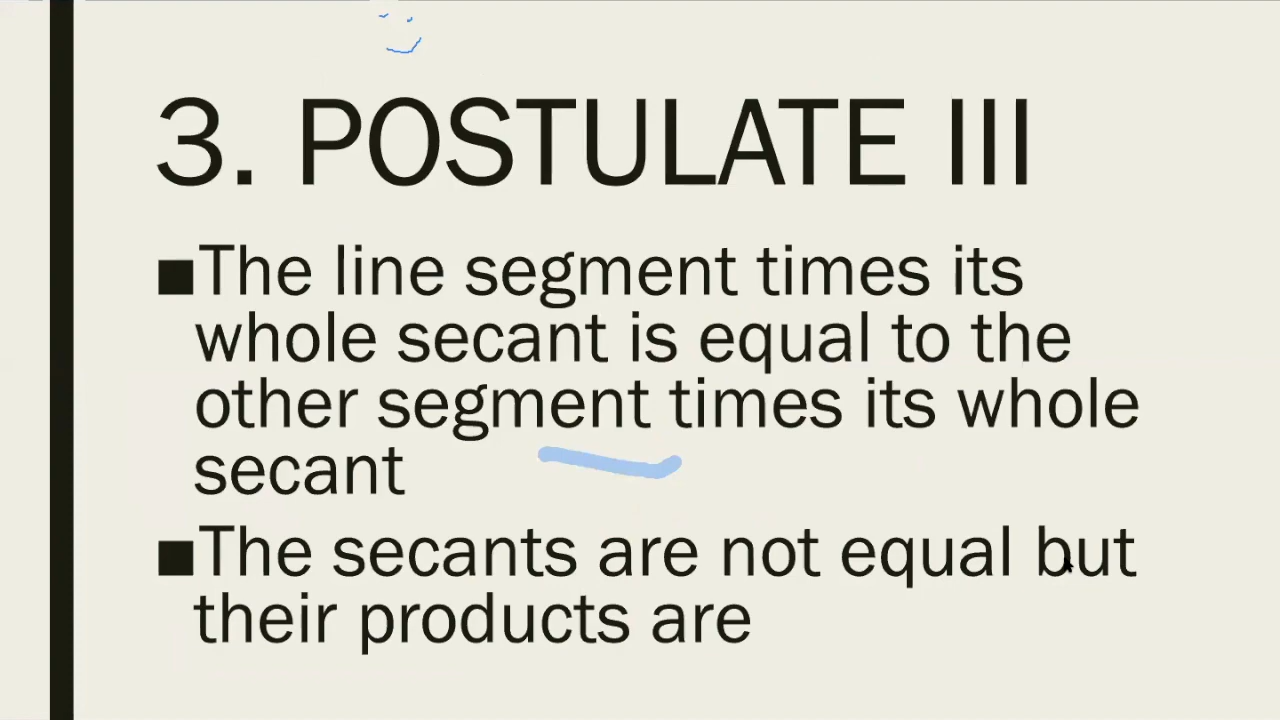 3. POSTULATE III
■The line segment times its
whole secant is equal to the
other segment times its whole
secant
■The secants are not equal but
their products are